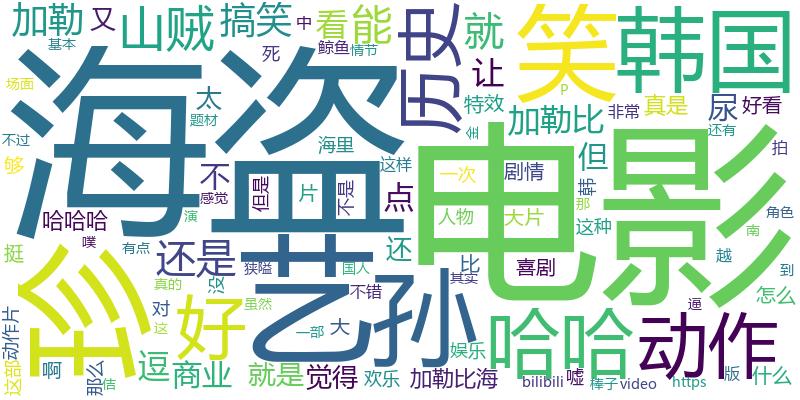 加勒
又
山贼
搞笑
中
看能
历史
就
笑
韩国
基本
死
鲸鱼
情节
让
场面
太
题材
海盗
特效
P
非常
真是
尿
好看
加勒比
全
还有
不过
够
海里
这样
不
但是
片
不是
点
电影
一次
剧情
但
韩
这种
拍
哈哈哈
感觉
演
人物
大片
那
角色
南
挺
噗
有点
还是
还
比
喜剧
越
到
珍
真的
这
狭隘
没
国人
不错
其实
艺
孙
逼
怎么
动作片
好
虽然
对
一部
大
娱乐
哈哈
动作
这部
啊
那么
信
逗
商业
就是
觉得
欢乐
加勒比海
bilibili
嘘
棒子
video
https
版
什么